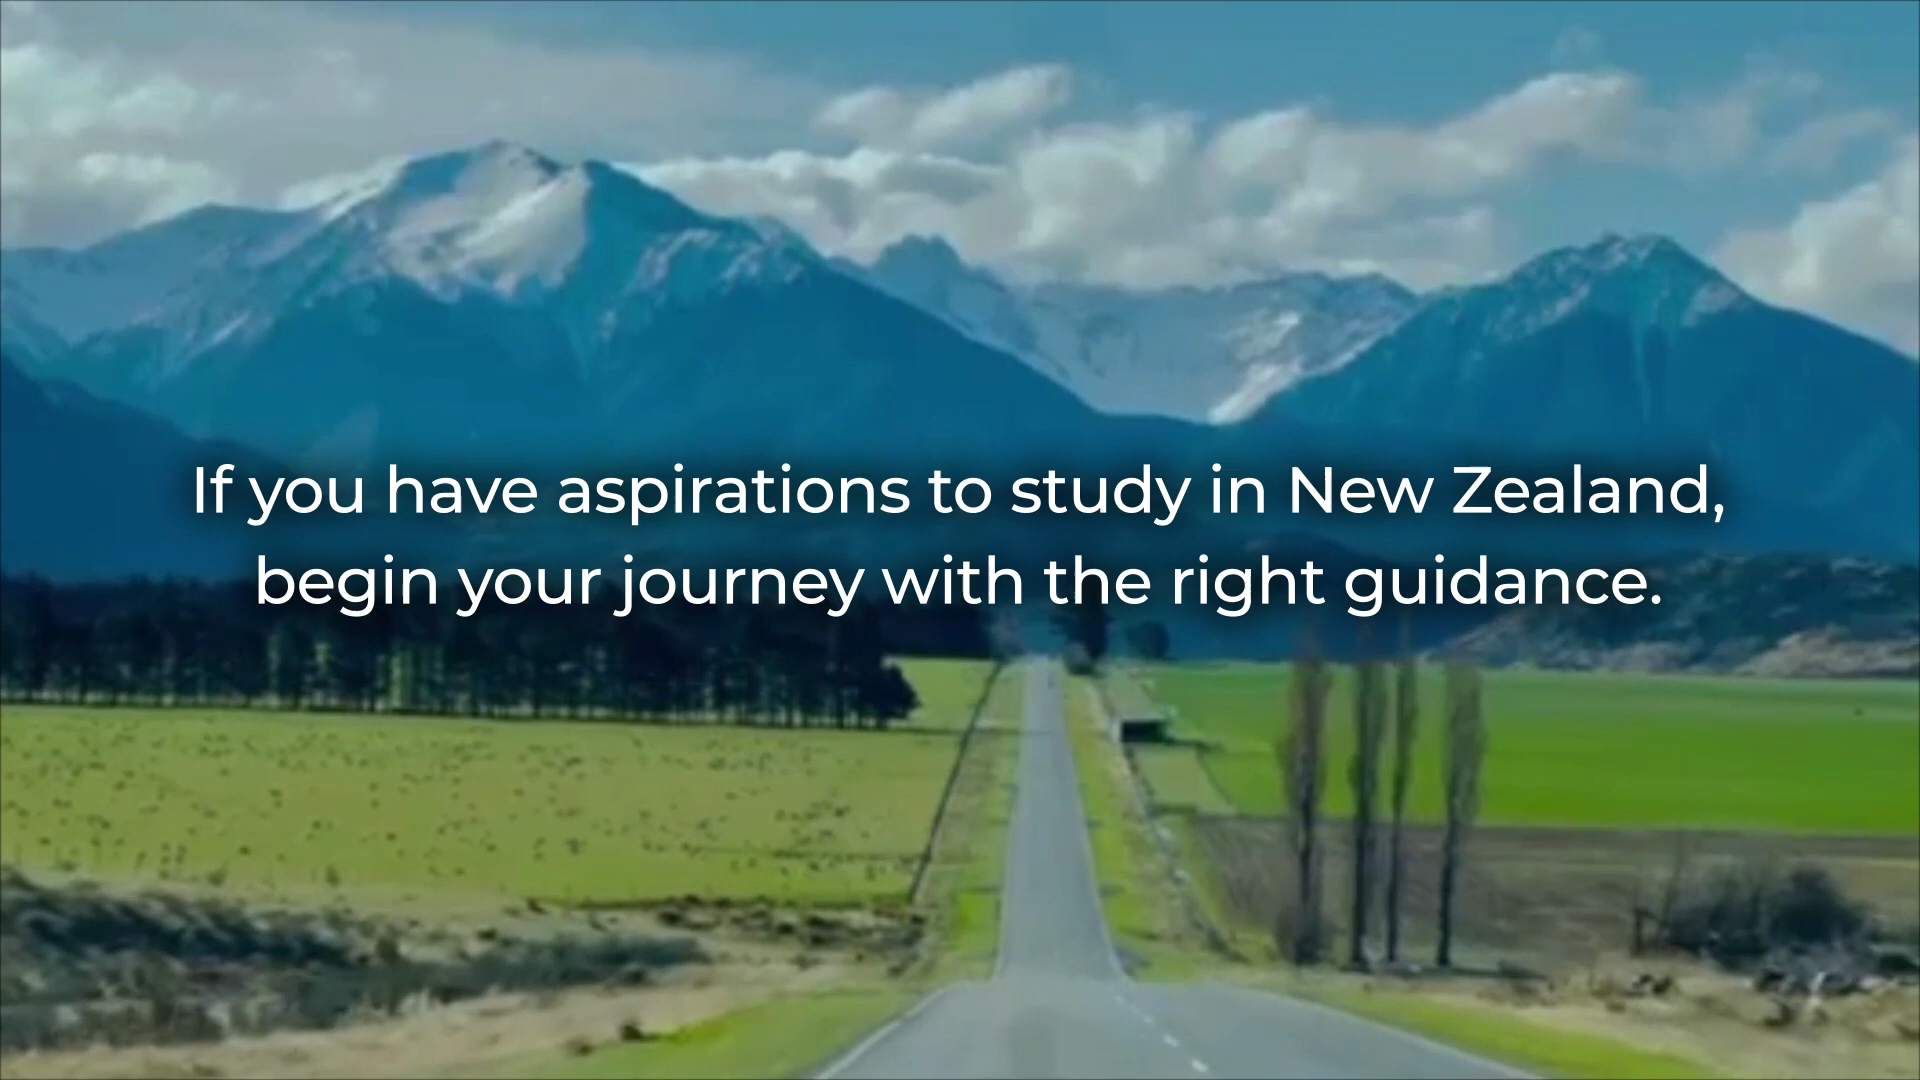 If you have aspirations to study in New Zealand,
begin your journey with the right guidance.